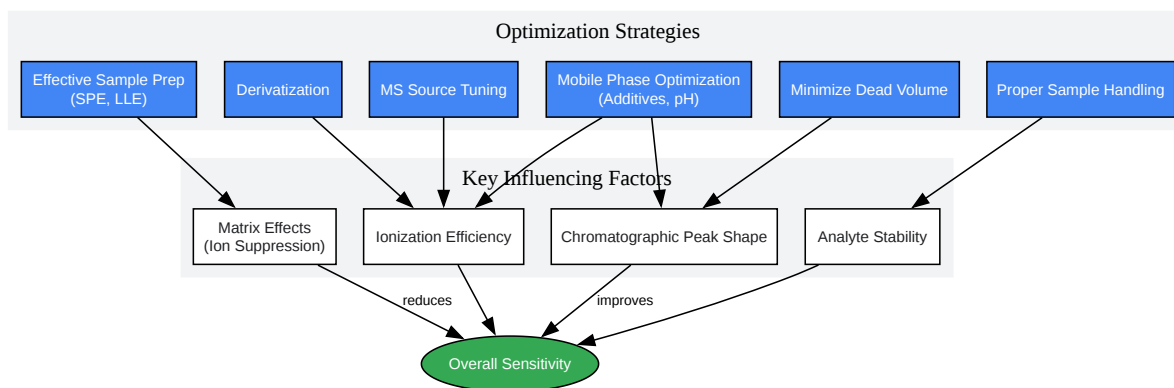 Optimization Strategies
Effective Sample Prep
(SPE, LLE)
Derivatization
MS Source Tuning
Mobile Phase Optimization
(Additives, pH)
Minimize Dead Volume
Proper Sample Handling
Key Influencing Factors
Matrix Effects
(Ion Suppression)
Ionization Efficiency
Chromatographic Peak Shape
Analyte Stability
reduces
improves
Overall Sensitivity